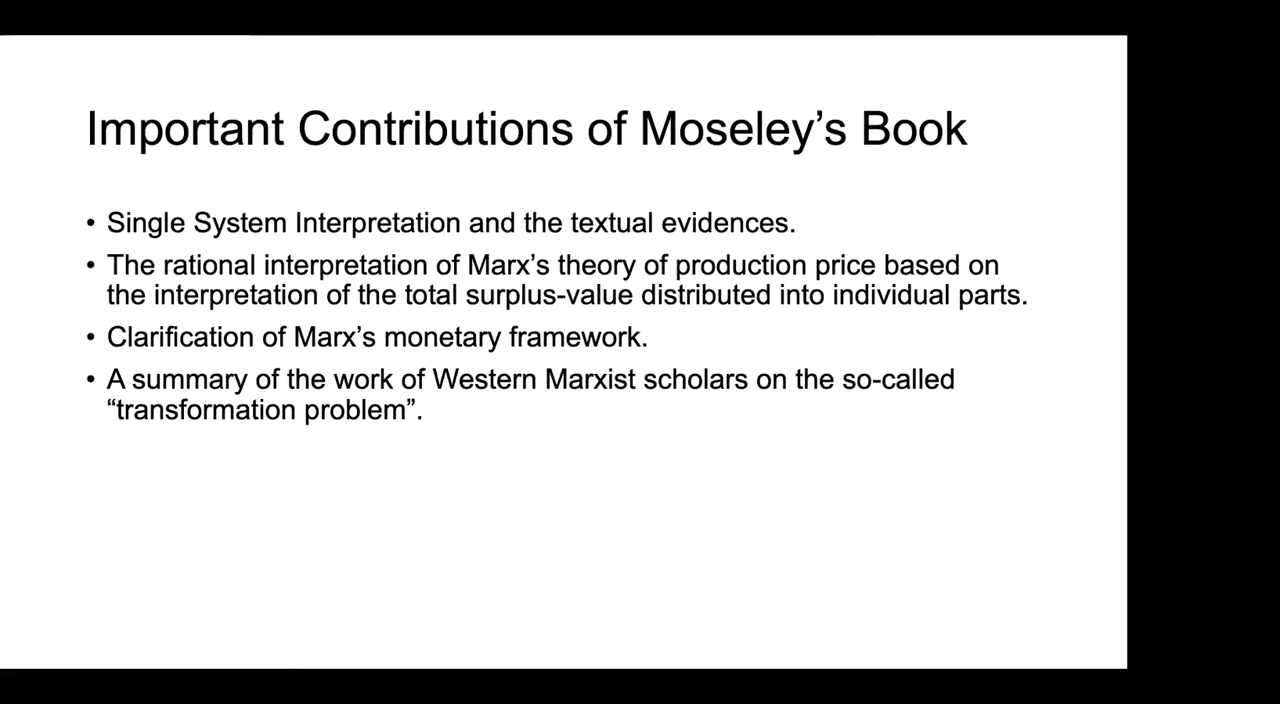 Important Contributions of Moseley’s Book
• Single System Interpretation and the textual evidences.
• The rational interpretation of Marx’s theory of production price based on
the interpretation of the total surplus-value distributed into individual parts.
• Clarification of Marx’s monetary framework.
• A summary of the work of Western Marxist scholars on the so-called
“transformation problem”.